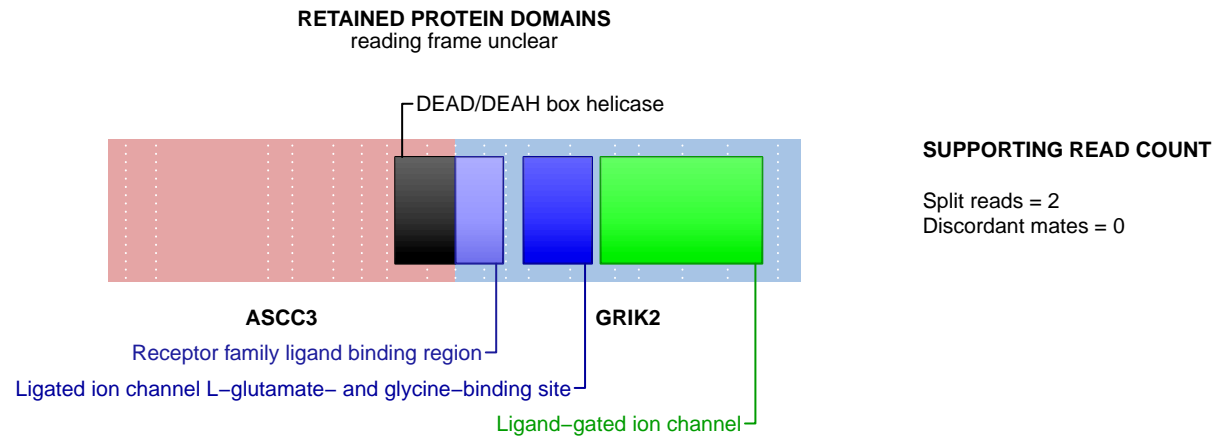 RETAINED PROTEIN DOMAINS
reading frame unclear
DEAD/DEAH box helicase
SUPPORTING READ COUNT
Split reads = 2
Discordant mates = 0
ASCC3
GRIK2
Receptor family ligand binding region
Ligated ion channel L−glutamate− and glycine−binding site
Ligand−gated ion channel